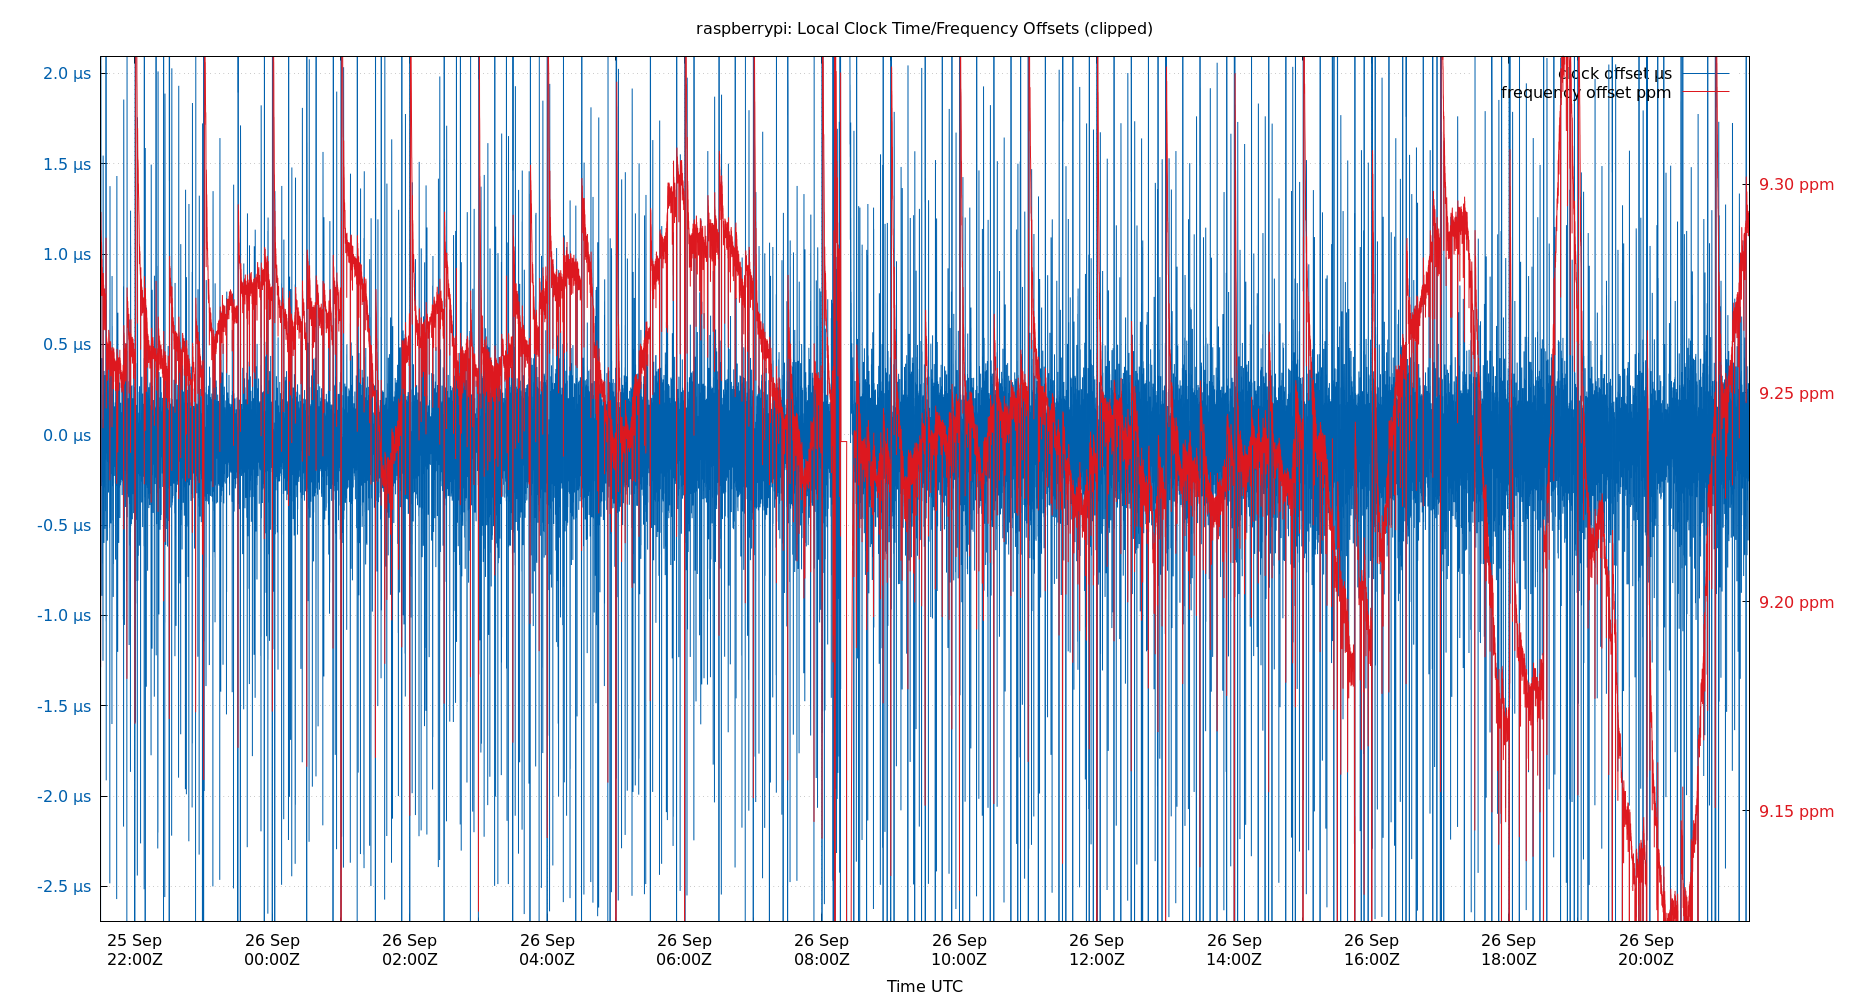 raspberrypi: Local Clock Time/Frequency Offsets (clipped)
clock offset µs
frequency offset ppm
2.0 µs
1.5 µs
1.0 µs
0.5 µs
0.0 µs
-0.5 µs
-1.0 µs
-1.5 µs
-2.0 µs
-2.5 µs
9.30 ppm
9.25 ppm
9.20 ppm
9.15 ppm
25 Sep 26 Sep 26 Sep 26 Sep 26 Sep 26 Sep 26 Sep 26 Sep 26 Sep 26 Sep 26 Sep 26 Sep
22:00Z 00:00Z 02:00Z 04:00Z 06:00Z 08:00Z 10:00Z 12:00Z 14:00Z 16:00Z 18:00Z 20:00Z
Time UTC